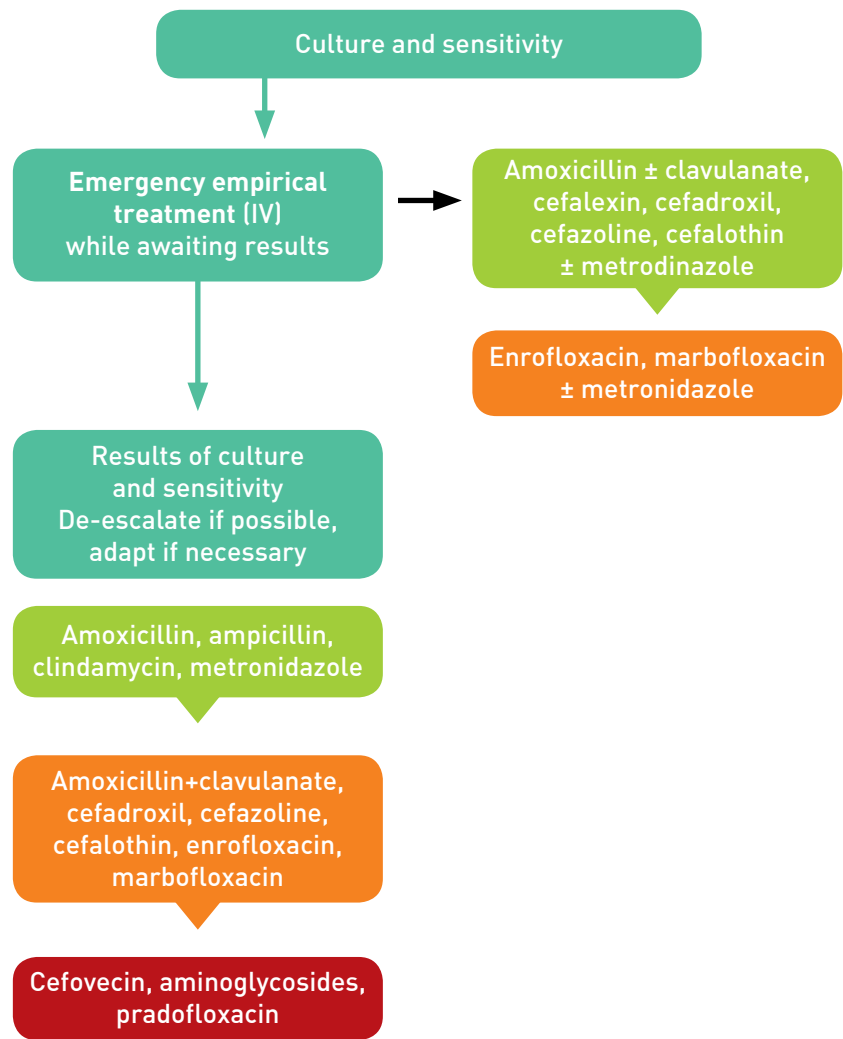 Culture and sensitivity
Emergency empirical
treatment (IV)
while awaiting results
Amoxicillin ± clavulanate,
cefalexin, cefadroxil,
cefazoline, cefalothin
± metrodinazole
Enrofloxacin, marbofloxacin
± metronidazole
Results of culture
and sensitivity
De-escalate if possible,
adapt if necessary
Amoxicillin, ampicillin,
clindamycin, metronidazole
Amoxicillin+clavulanate,
cefadroxil, cefazoline,
cefalothin, enrofloxacin,
marbofloxacin
Cefovecin, aminoglycosides,
pradofloxacin